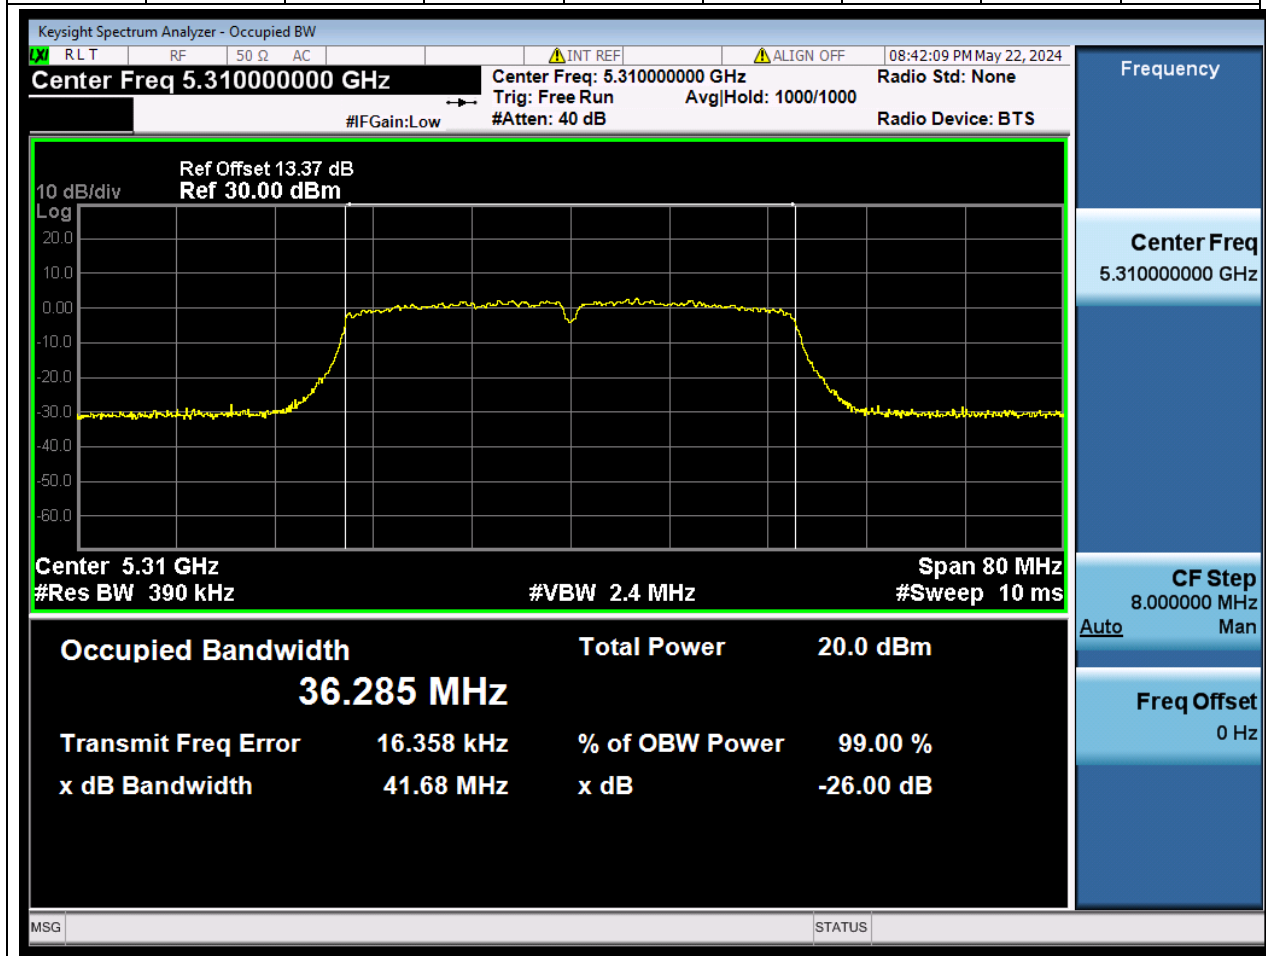 Keysight Spectrum Analyzer - Occupied BW
LXI RLT RF 50 Ω AC INT REF ALIGN OFF 08:42:09 PM May 22, 2024
Center Freq 5.310000000 GHz
Center Freq: 5.310000000 GHz
Radio Std: None
Trig: Free Run Avg|Hold: 1000/1000
#IFGain:Low
#Atten: 40 dB
Radio Device: BTS
Ref Offset 13.37 dB
10 dB/div Ref 30.00 dBm
Log
20.0
10.0
0.00
-10.0
-20.0
-30.0
-40.0
-50.0
-60.0
Center 5.31 GHz
Span 80 MHz
#Res BW 390 kHz
#VBW 2.4 MHz
#Sweep 10 ms
Occupied Bandwidth
Total Power 20.0 dBm
36.285 MHz
Transmit Freq Error 16.358 kHz
% of OBW Power 99.00 %
x dB Bandwidth 41.68 MHz
x dB -26.00 dB
MSG
STATUS
Frequency
Center Freq
5.310000000 GHz
CF Step
8.000000 MHz
Auto Man
Freq Offset
0 Hz